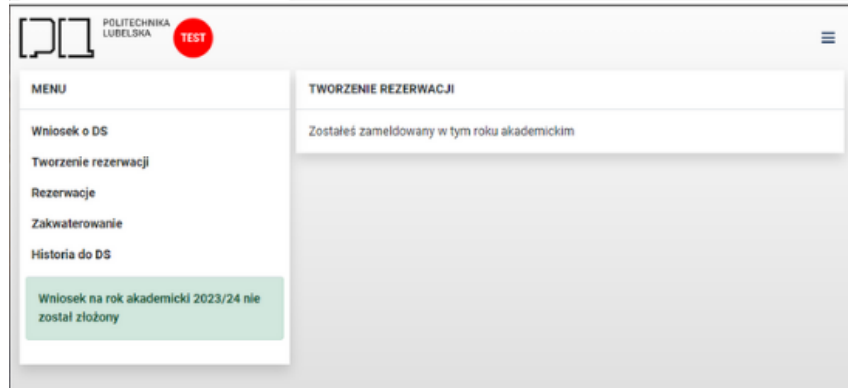 POLITECHNIKA
LUBELSKA
TEST
MENU
Wniosek o DS
Tworzenie rezerwacji
Rezerwacje
Zakwaterowanie
Historia do DS
Wniosek na rok akademicki 2023/24 nie
został złożony
TWORZENIE REZERWACJI
Zostałeś zameldowany w tym roku akademickim